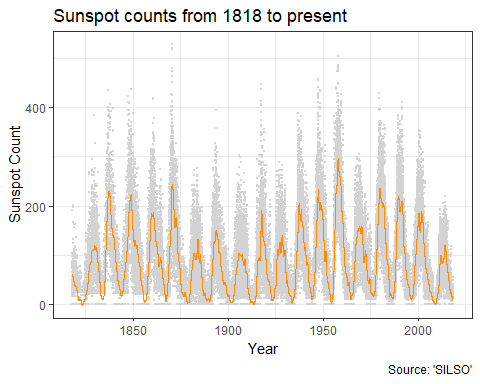 Sunspot counts from 1818 to present
Sunspot Count
400
200
0
1850
1900
1950
2000
Year
Source: 'SILSO'